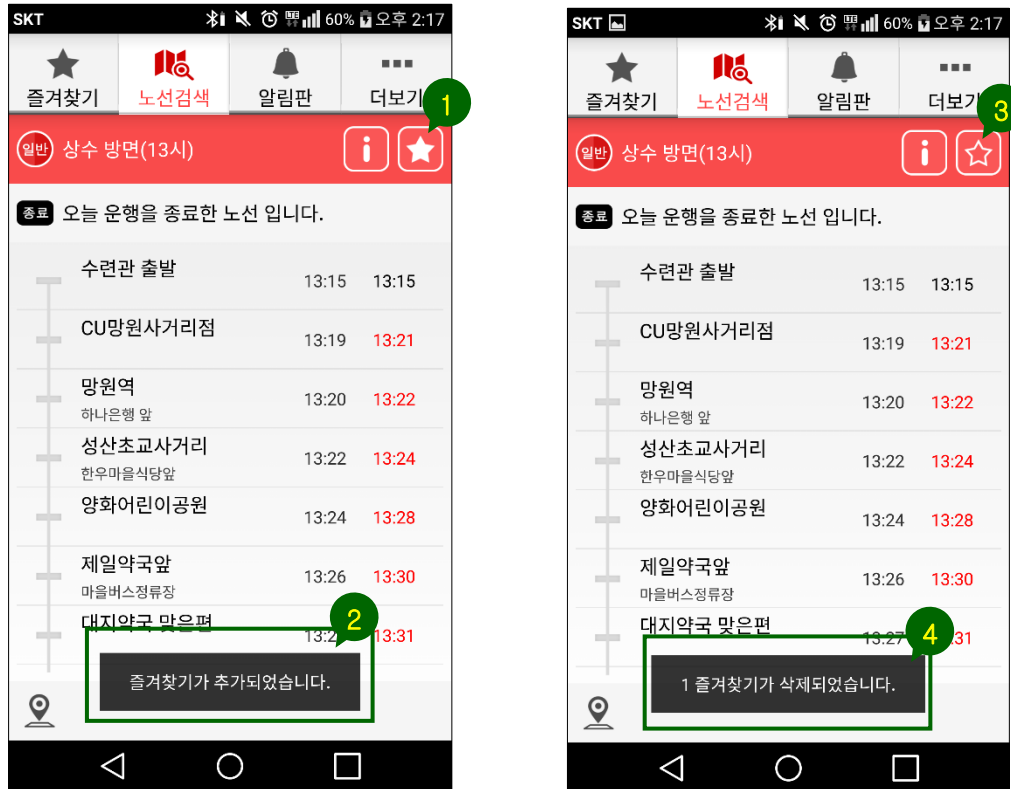 SKT 60% 오후 2:17
즐겨찾기 노선검색 알림판 더보기
1
일반 상수 방면(13시)
종료 오늘 운행을 종료한 노선 입니다.
수련관 출발 13:15 13:15
CU망원사거리점 13:19 13:21
망원역 13:20 13:22
하나은행 앞
성산초교사거리 13:22 13:24
한우마을식당앞
양화어린이공원 13:24 13:28
제일약국앞 13:26 13:30
마을버스정류장
대지약국 맞은편 13:31
2
즐겨찾기가 추가되었습니다.
SKT 60% 오후 2:17
즐겨찾기 노선검색 알림판 더보기
3
일반 상수 방면(13시)
종료 오늘 운행을 종료한 노선 입니다.
수련관 출발 13:15 13:15
CU망원사거리점 13:19 13:21
망원역 13:20 13:22
하나은행 앞
성산초교사거리 13:22 13:24
한우마을식당앞
양화어린이공원 13:24 13:28
제일약국앞 13:26 13:30
마을버스정류장
대지약국 맞은편 13:27
4
1 즐겨찾기가 삭제되었습니다.